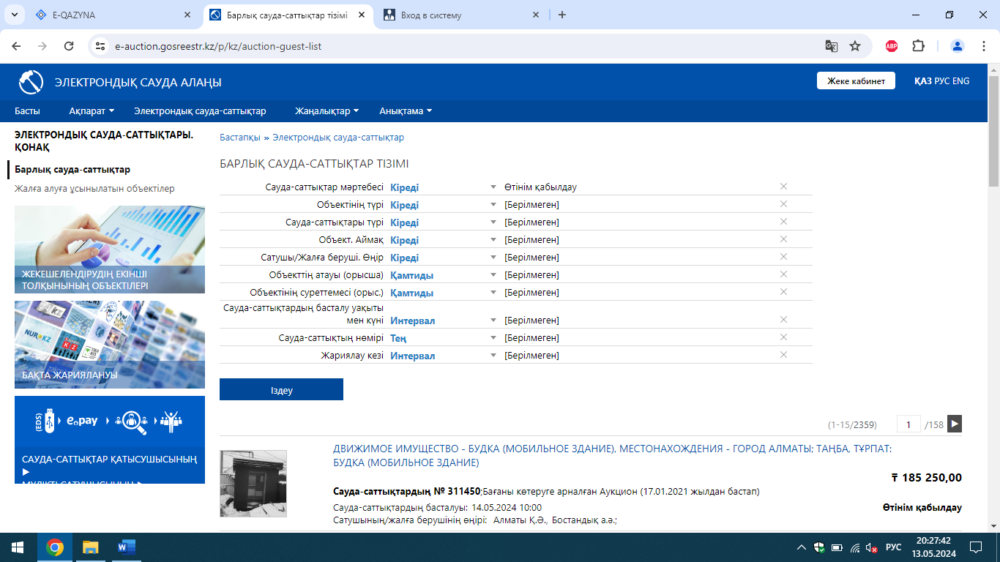 E-QAZYNA
Барлық сауда-саттықтар тізімі
Вход в систему
e-auction.gosreestr.kz/p/kz/auction-guest-list
ABP
ЭЛЕКТРОНДЫҚ САУДА АЛАҢЫ
Жеке кабинет
ҚАЗ РУС ENG
Басты
Ақпарат
Электрондық сауда-саттықтар
Жаңалықтар
Анықтама
ЭЛЕКТРОНДЫҚ САУДА-САТТЫҚТАРЫ.
ҚОНАҚ
Барлық сауда-саттықтар
Жалға алуға ұсынылатын объектілер
ЖЕКЕШЕЛЕНДІРУДІҢ ЕКІНШІ
ТОЛҚЫНЫНЫҢ ОБЪЕКТІЛЕРІ
NUR.KZ
БАҚТА ЖАРИЯЛАНУЫ
(EDS)
epay
САУДА-САТТЫҚТАР ҚАТЫСУШЫСЫНЫҢ
МҮЛІКТІ САТУШЫСЫНЫҢ
Бастапқы » Электрондық сауда-саттықтар
БАРЛЫҚ САУДА-САТТЫҚТАР ТІЗІМІ
Сауда-саттықтар мәртебесі Кіреді Өтінім қабылдау
Объектінің түрі Кіреді [Берілмеген]
Сауда-саттықтары түрі Кіреді [Берілмеген]
Объект. Аймақ Кіреді [Берілмеген]
Сатушы/Жалға беруші. Өңір Кіреді [Берілмеген]
Объекттің атауы (орысша) Қамтиды [Берілмеген]
Объектінің суреттемесі (орыс.) Қамтиды [Берілмеген]
Сауда-саттықтардың басталу уақыты
мен күні Интервал [Берілмеген]
Сауда-саттықтың нөмірі Тең [Берілмеген]
Жариялау кезі Интервал [Берілмеген]
Іздеу
(1-15/2359) 1 /158
ДВИЖИМОЕ ИМУЩЕСТВО - БУДКА (МОБИЛЬНОЕ ЗДАНИЕ), МЕСТОНАХОЖДЕНИЯ - ГОРОД АЛМАТЫ; ТАҢБА, ТҰРПАТ:
БУДКА (МОБИЛЬНОЕ ЗДАНИЕ)
₸ 185 250,00
Сауда-саттықтардың № 311450;Бағаны көтеруге арналған Аукцион (17.01.2021 жылдан бастап)
Сауда-саттықтардың басталуы: 14.05.2024 10:00
Өтінім қабылдау
Сатушының/жалға берушінің өңірі: Алматы Қ.Ә., Бостандық а.ә.;
РУС
20:27:42
13.05.2024